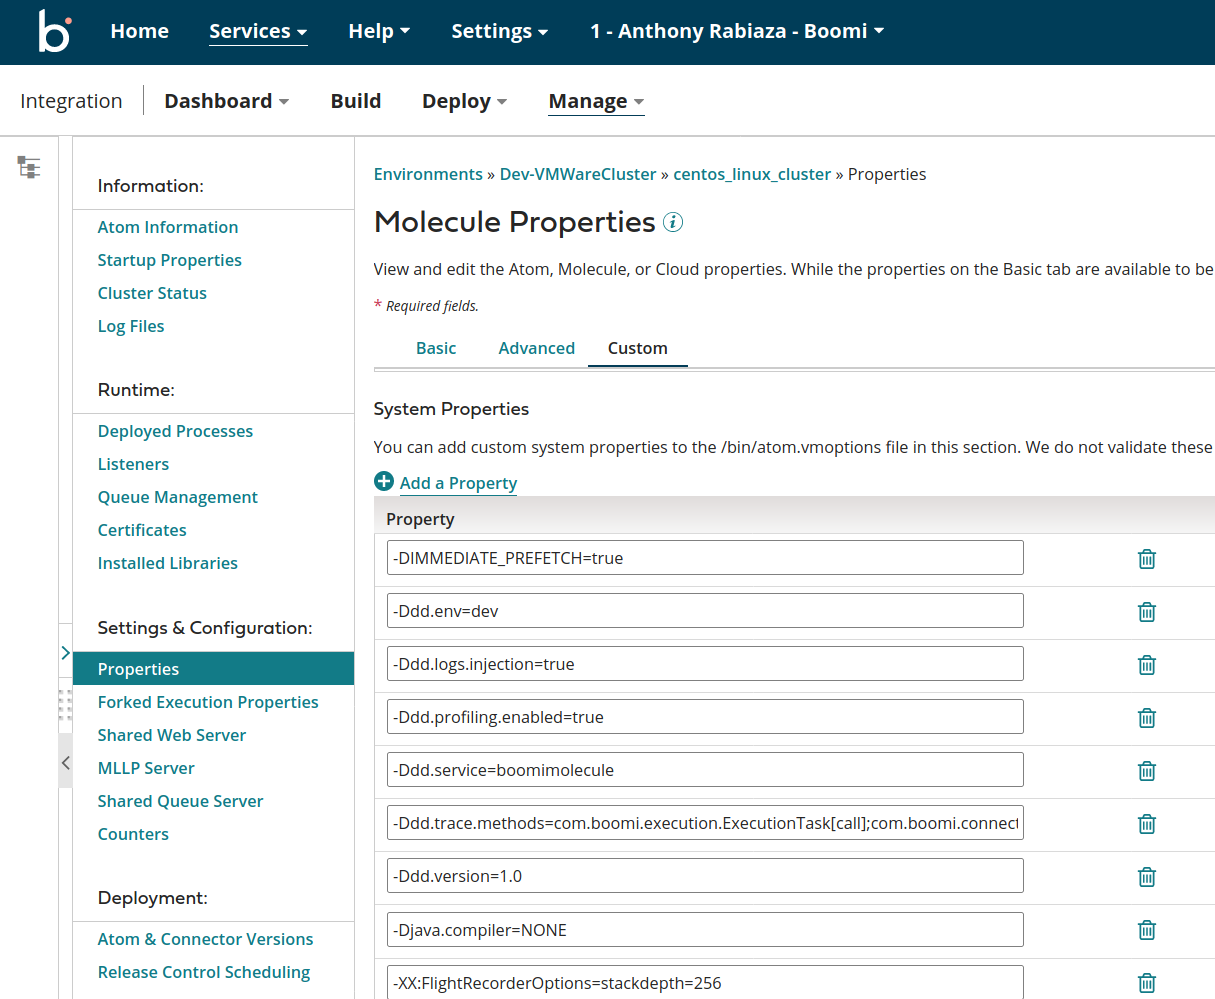 b
Home Services Help Settings 1 - Anthony Rabiaza - Boomi
Integration Dashboard Build Deploy Manage
Information:
Atom Information
Startup Properties
Cluster Status
Log Files
Runtime:
Deployed Processes
Listeners
Queue Management
Certificates
Installed Libraries
Settings & Configuration:
Properties
Forked Execution Properties
Shared Web Server
MLLP Server
Shared Queue Server
Counters
Deployment:
Atom & Connector Versions
Release Control Scheduling
Environments » Dev-VMWareCluster » centos_linux_cluster » Properties
Molecule Properties i
View and edit the Atom, Molecule, or Cloud properties. While the properties on the Basic tab are available to be
* Required fields.
Basic Advanced Custom
System Properties
You can add custom system properties to the /bin/atom.vmoptions file in this section. We do not validate these
Add a Property
Property
-DIMMEDIATE_PREFETCH=true
-Ddd.env=dev
-Ddd.logs.injection=true
-Ddd.profiling.enabled=true
-Ddd.service=boomimolecule
-Ddd.trace.methods=com.boomi.execution.ExecutionTask[call];com.boomi.connect
-Ddd.version=1.0
-Djava.compiler=NONE
-XX:FlightRecorderOptions=stackdepth=256